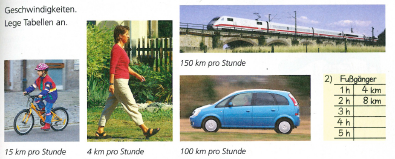 Geschwindigkeiten.
Lege Tabellen an.
150 km pro Stunde
15 km pro Stunde
4 km pro Stunde
100 km pro Stunde
2) Fußgänger
1 h 4 km
2 h 8 km
3 h
4 h
5 h